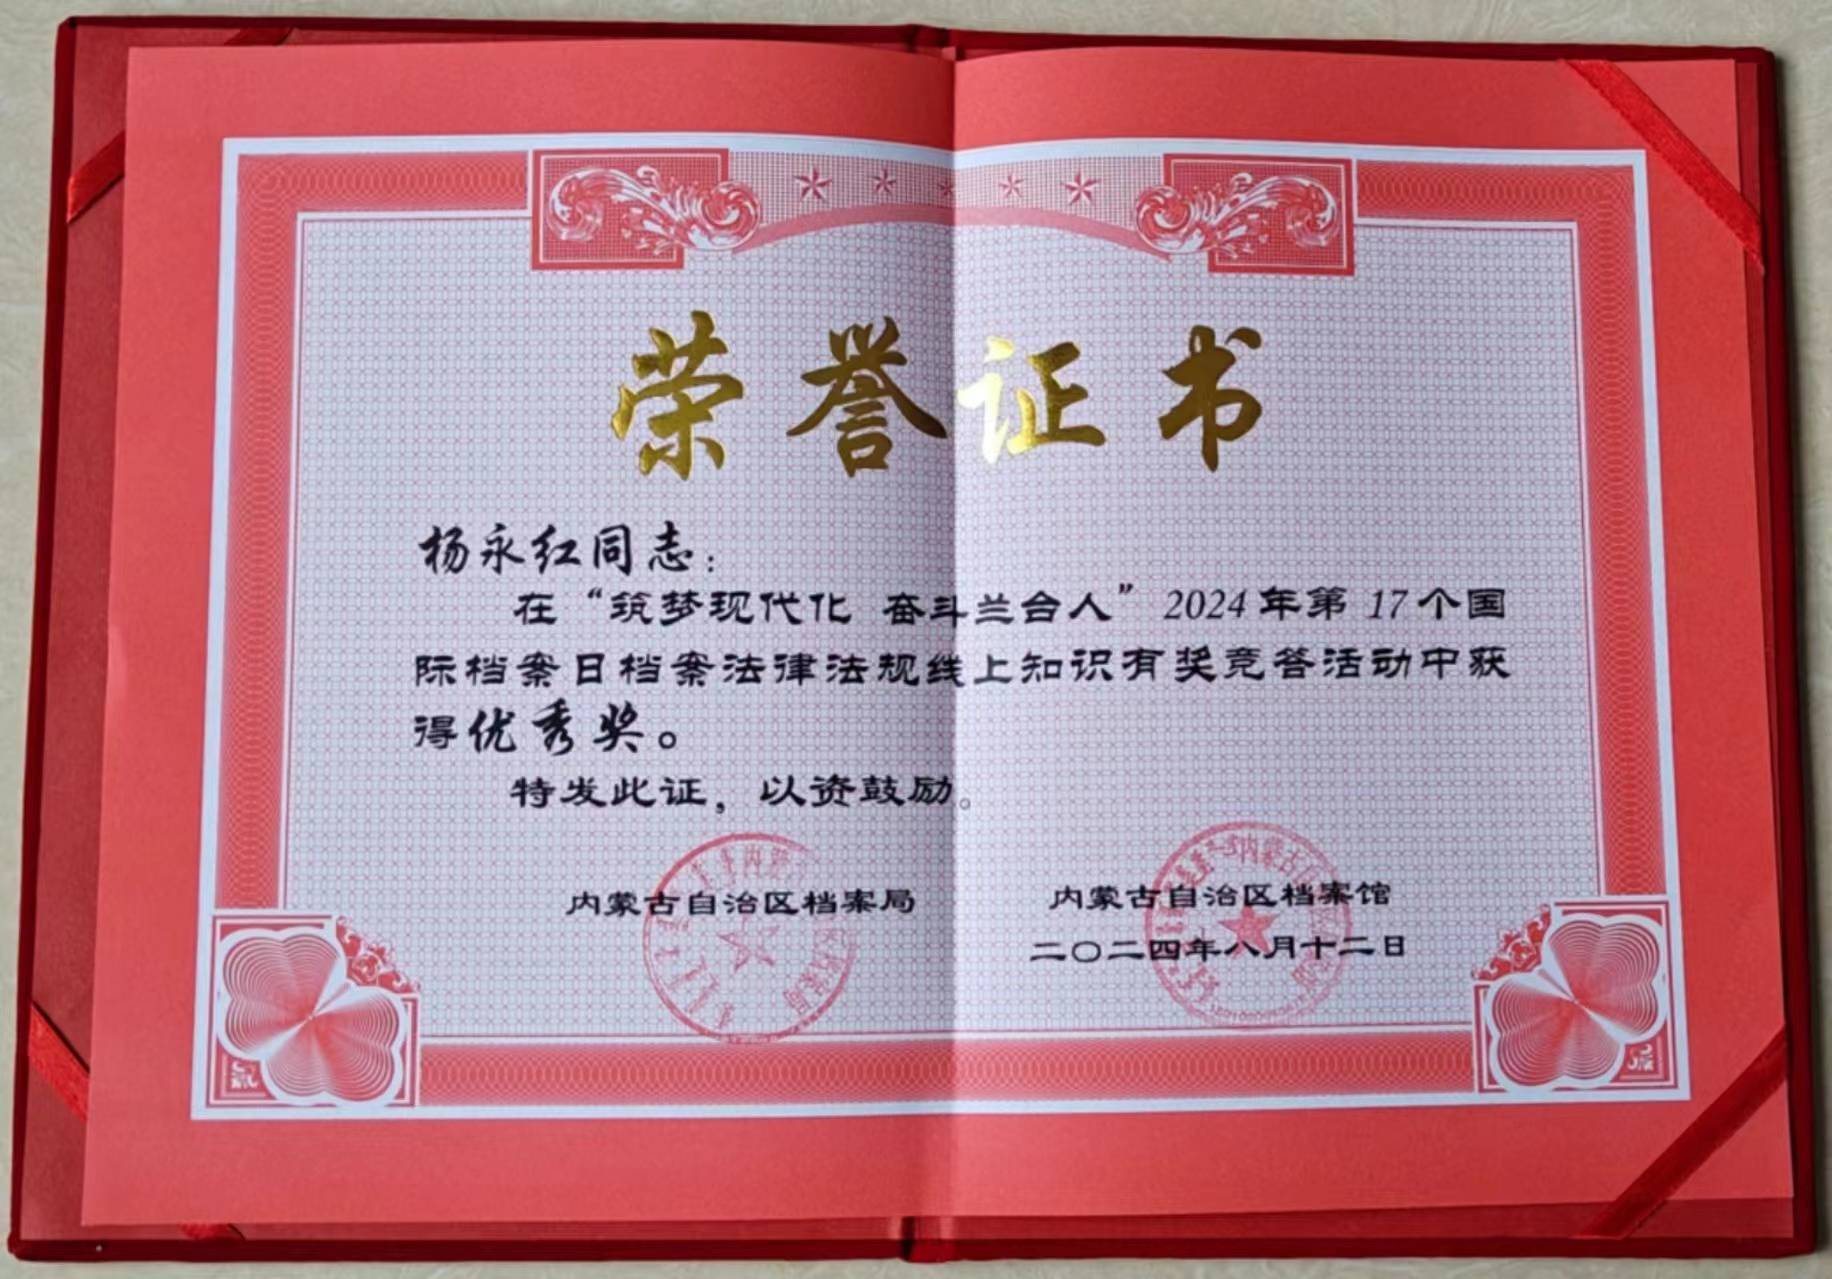 荣誉证书
杨永红同志：
在“筑梦现代化 奋斗兰台人”2024年第17个国
际档案日档案法律法规线上知识有奖竞答活动中获
得优秀奖。
特发此证，以资鼓励。
内蒙古自治区档案局 内蒙古自治区档案馆
二〇二四年八月十二日